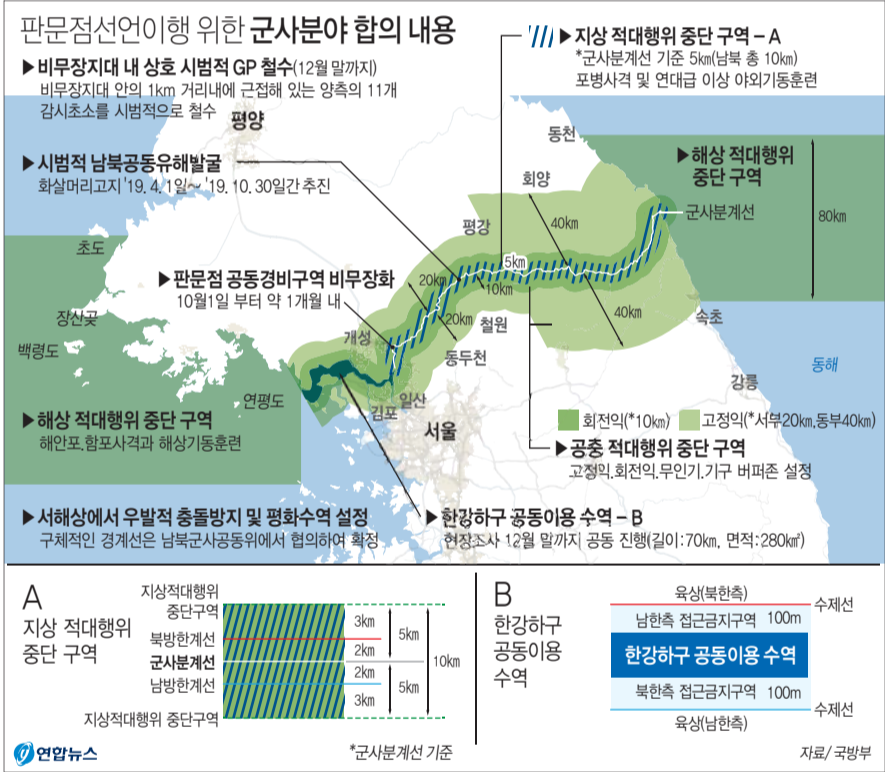 판문점선언이행 위한 군사분야 합의 내용
▶비무장지대 내 상호 시범적 GP 철수(12월 말까지)
비무장지대 안의 1km 거리내에 근접해 있는 양측의 11개
감시초소를 시범적으로 철수
▶지상 적대행위 중단 구역 – A
*군사분계선 기준 5km(남북 총 10km)
포병사격 및 연대급 이상 야외기동훈련
평양
동천
▶시범적 남북공동유해발굴
화살머리고지 '19. 4. 1일~ '19. 10. 30일간 추진
▶해상 적대행위
중단 구역
회양
군사분계선
80km
평강
40km
초도
5km
▶판문점 공동경비구역 비무장화
10월1일 부터 약 1개월 내
20km
10km
40km
20km
철원
장산곶
백령도
개성
동두천
속초
동해
강릉
연평도
일산
김포
서울
▶해상 적대행위 중단 구역
해안포.함포사격과 해상기동훈련
회전익(*10km)
고정익(*서부20km.동부40km)
▶공중 적대행위 중단 구역
고정익.회전익.무인기.기구 버퍼존 설정
▶서해상에서 우발적 충돌방지 및 평화수역 설정
구체적인 경계선은 남북군사공동위에서 협의하여 확정
▶한강하구 공동이용 수역 – B
현장조사 12월 말까지 공동 진행(길이:70km, 면적:280㎢)
A
지상 적대행위
중단 구역
지상적대행위
중단구역
북방한계선
군사분계선
남방한계선
지상적대행위 중단구역
3km
2km
2km
3km
5km
5km
10km
*군사분계선 기준
B
한강하구
공동이용
수역
육상(북한측)
수제선
남한측 접근금지구역 100m
한강하구 공동이용 수역
북한측 접근금지구역 100m
수제선
육상(남한측)
연합뉴스
자료/ 국방부